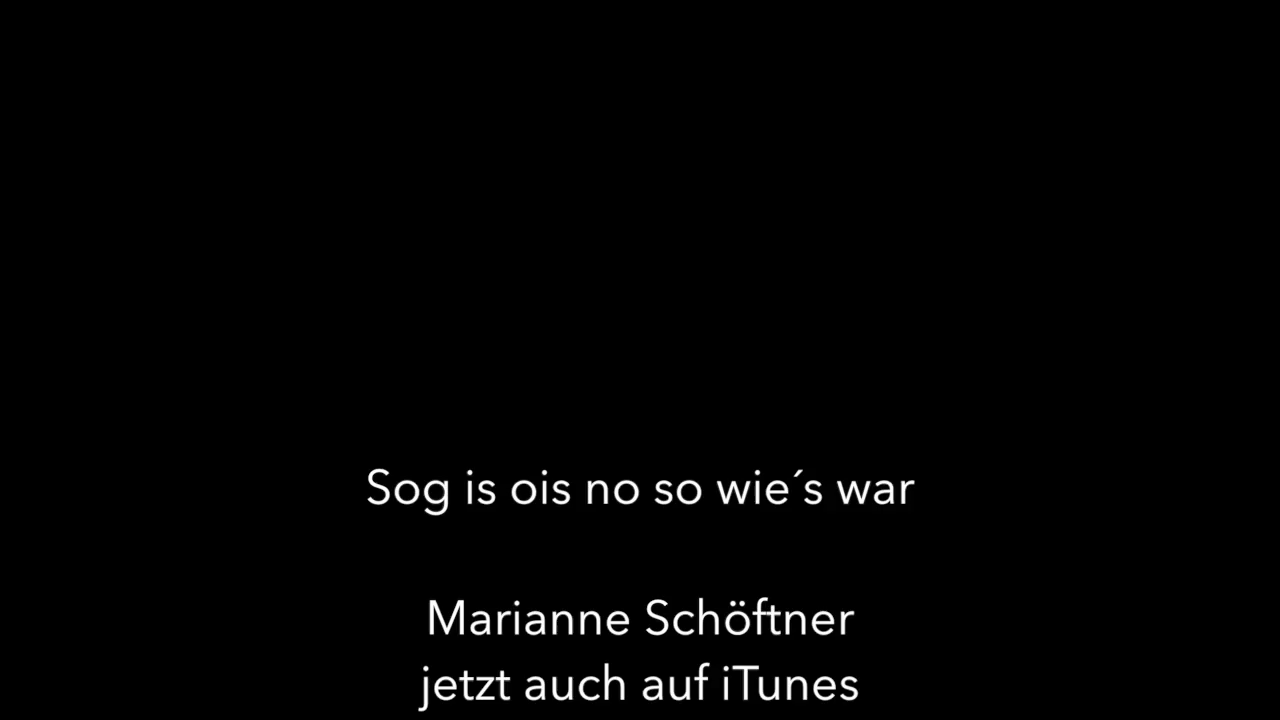 Sog is ois no so wie´s war
Marianne Schöftner
jetzt auch auf iTunes